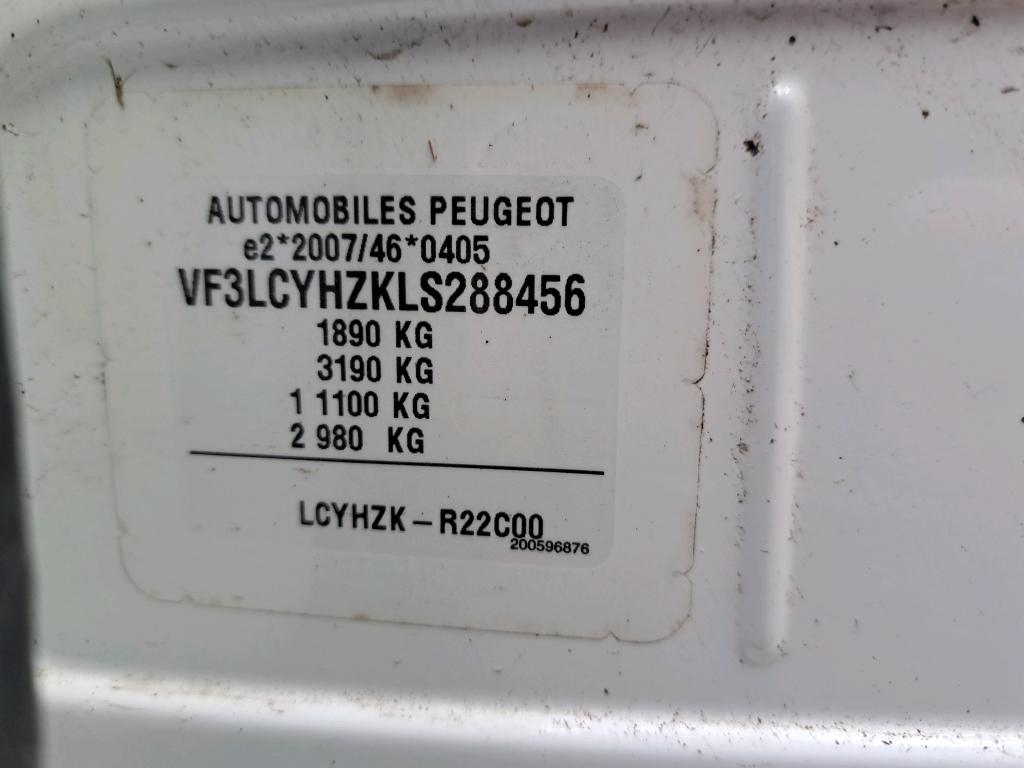 AUTOMOBILES PEUGEOT
e2*2007/46*0405
VF3LCYHZKLS288456
1890 KG
3190 KG
1 1100 KG
2 980 KG
LCYHZK – R22C00
200596876